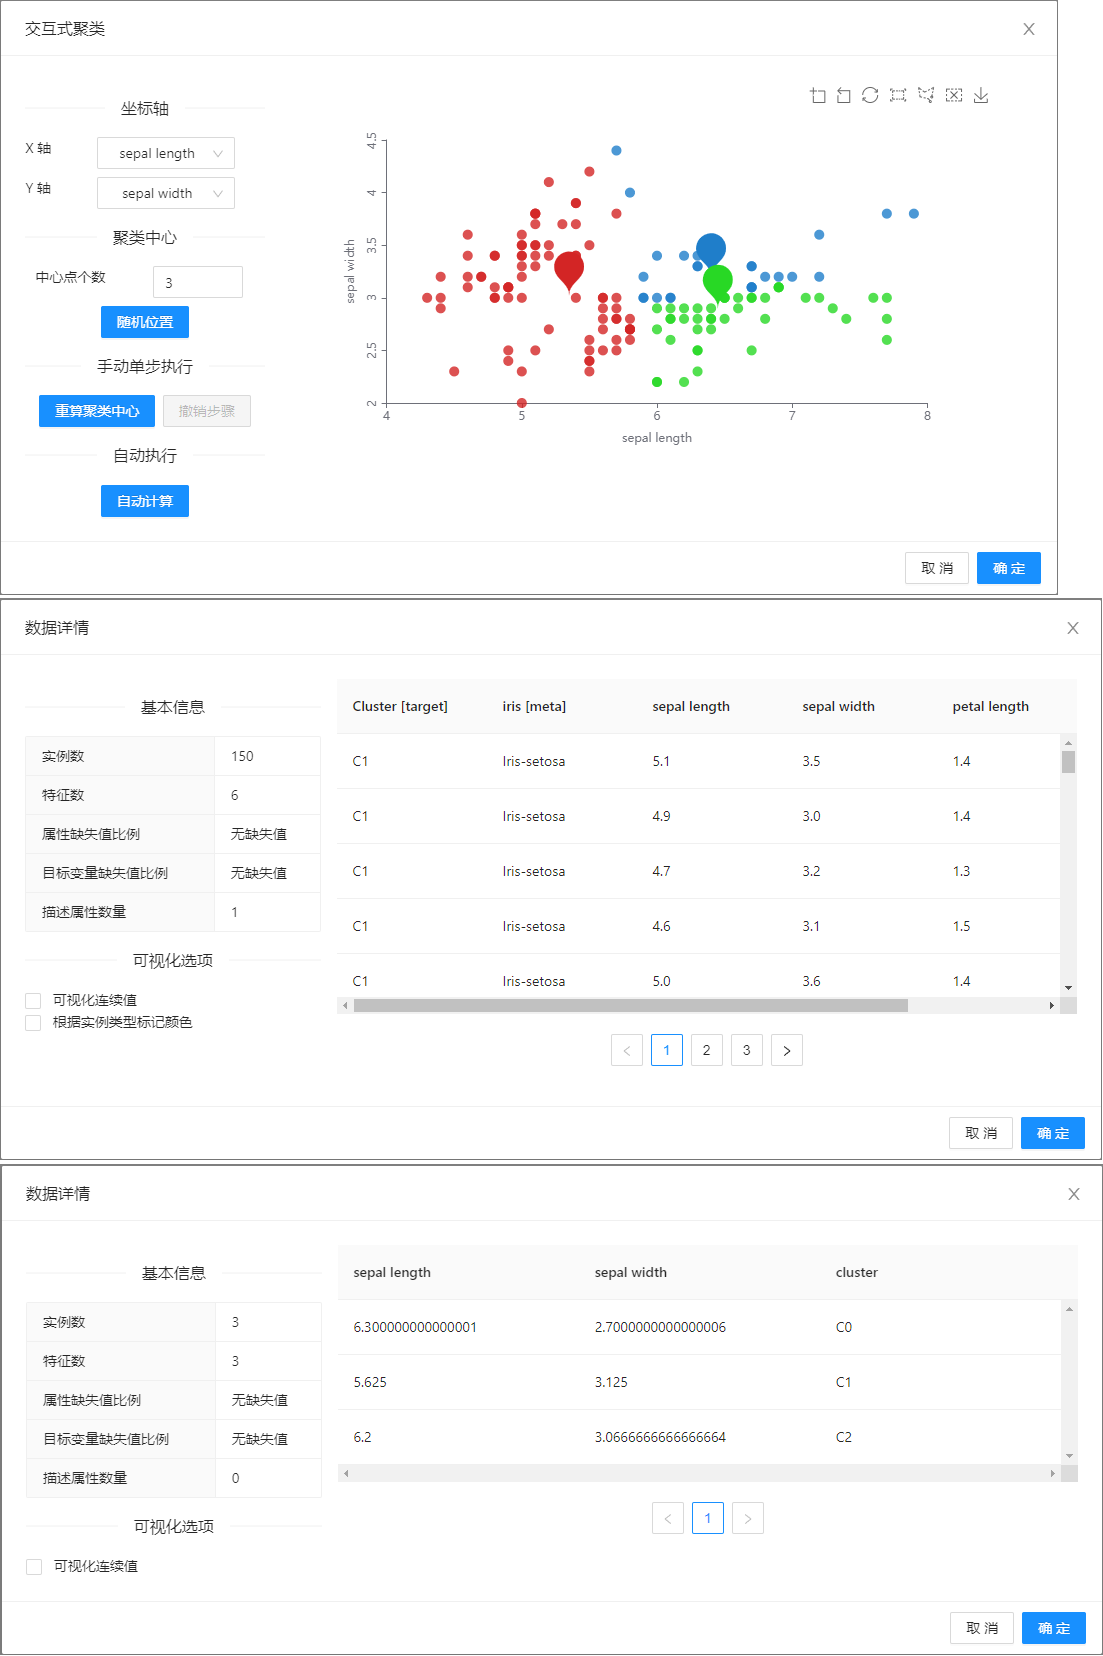 交互式聚类
坐标轴
X 轴
sepal length
Y 轴
sepal width
聚类中心
中心点个数
3
随机位置
手动单步执行
重算聚类中心
撤销步骤
自动执行
自动计算
4.5
4
3.5
3
2.5
2
sepal width
4
5
6
7
8
sepal length
取 消
确 定
数据详情
基本信息
实例数 150
特征数 6
属性缺失值比例 无缺失值
目标变量缺失值比例 无缺失值
描述属性数量 1
可视化选项
可视化连续值
根据实例类型标记颜色
Cluster [target] iris [meta] sepal length sepal width petal length
C1 Iris-setosa 5.1 3.5 1.4
C1 Iris-setosa 4.9 3.0 1.4
C1 Iris-setosa 4.7 3.2 1.3
C1 Iris-setosa 4.6 3.1 1.5
C1 Iris-setosa 5.0 3.6 1.4
< 1 2 3 >
取 消
确 定
数据详情
基本信息
实例数 3
特征数 3
属性缺失值比例 无缺失值
目标变量缺失值比例 无缺失值
描述属性数量 0
可视化选项
可视化连续值
sepal length sepal width cluster
6.300000000000001 2.7000000000000006 C0
5.625 3.125 C1
6.2 3.0666666666666664 C2
< 1 >
取 消
确 定